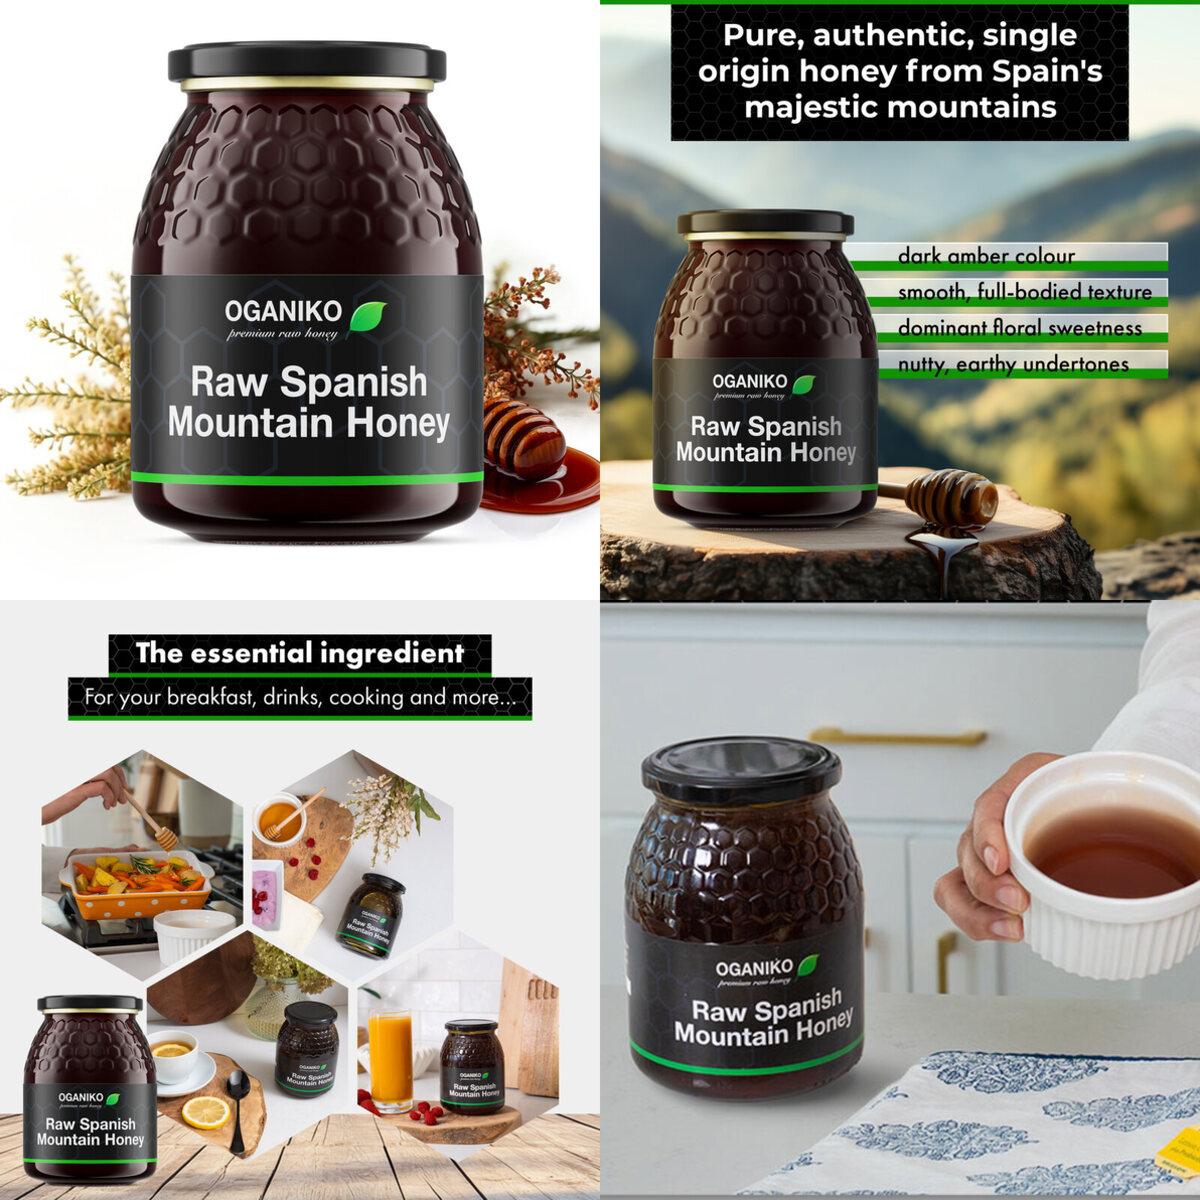 OGANIKO
premium raw honey
Raw Spanish
Mountain Honey
Pure, authentic, single
origin honey from Spain's
majestic mountains
dark amber colour
smooth, full-bodied texture
dominant floral sweetness
nutty, earthy undertones
OGANIKO
premium raw honey
Raw Spanish
Mountain Honey
The essential ingredient
For your breakfast, drinks, cooking and more...
OGANIKO
Raw Spanish
Mountain Honey
OGANIKO
Raw Spanish
Mountain Honey
OGANIKO
Raw Spanish
Mountain Honey
OGANIKO
premium raw honey
Raw Spanish
Mountain Honey
OGANIKO
premium raw honey
Raw Spanish
Mountain Honey